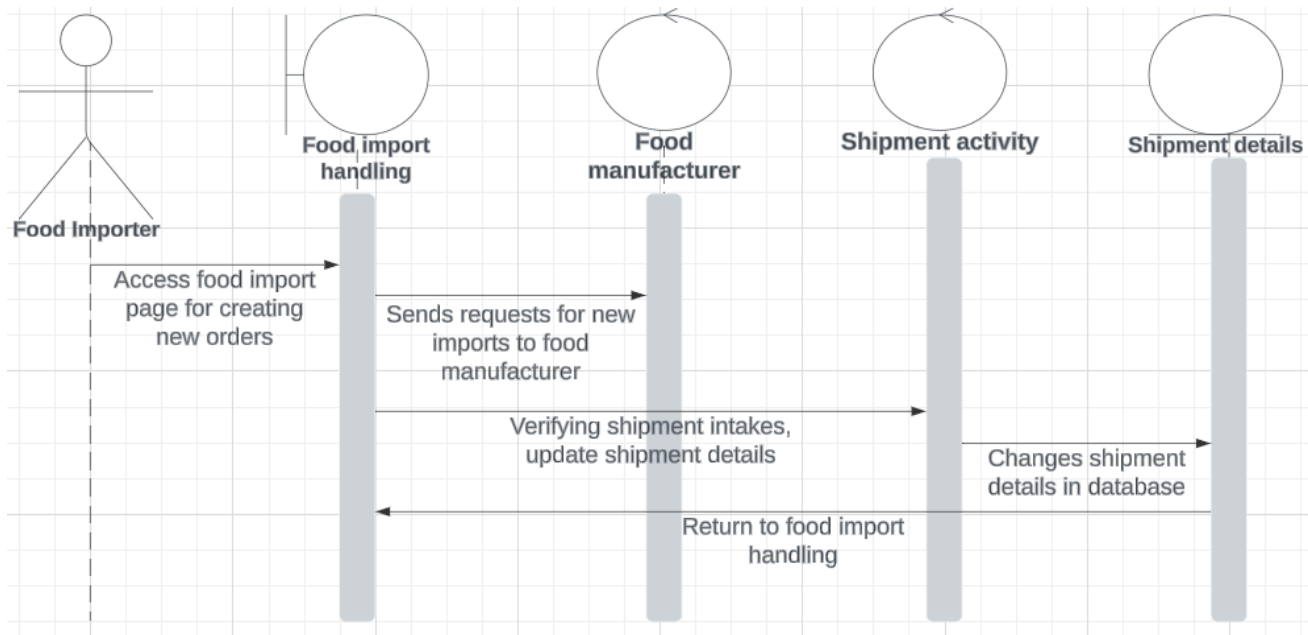 Food import
handling
Food
manufacturer
Shipment activity
Shipment details
Food Importer
Access food import
page for creating
new orders
Sends requests for new
imports to food
manufacturer
Verifying shipment intakes,
update shipment details
Changes shipment
details in database
Return to food import
handling